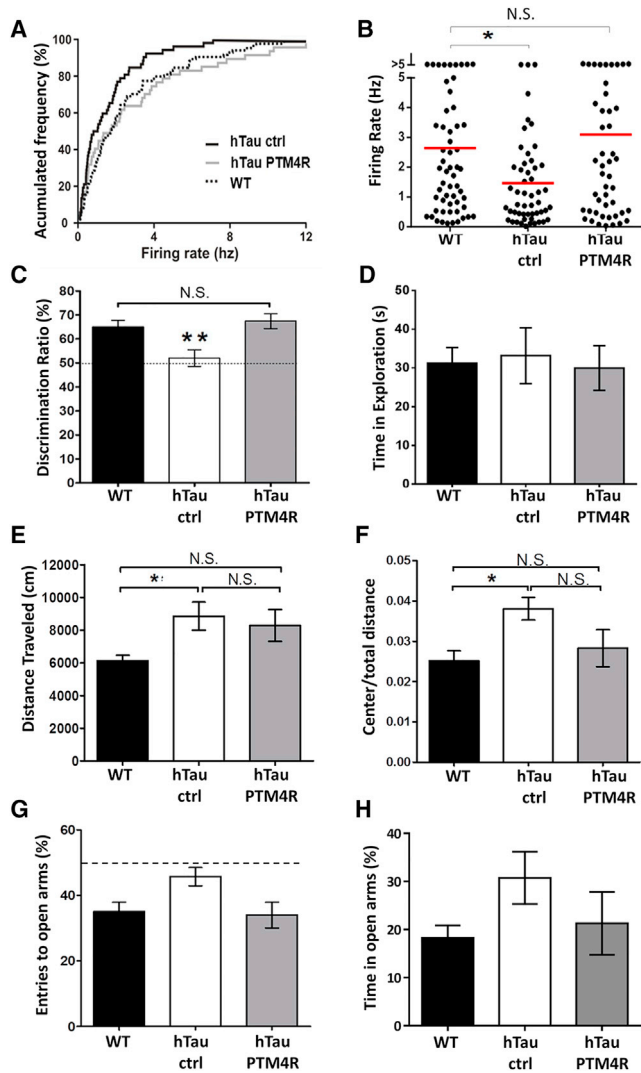 A
Acumulated frequency (%)
100
80
60
40
20
0
hTau ctrl
hTau PTM4R
WT
0
4
8
12
Firing rate (hz)
B
N.S.
*
Firing Rate (Hz)
>5
5
4
3
2
1
0
WT
hTau
ctrl
hTau
PTM4R
C
N.S.
**
Discrimination Ratio (%)
80
70
60
50
40
30
20
10
0
WT
hTau
ctrl
hTau
PTM4R
D
Time in Exploration (s)
50
40
30
20
10
0
WT
hTau
ctrl
hTau
PTM4R
E
N.S.
*
N.S.
Distance Traveled (cm)
12000
10000
8000
6000
4000
2000
0
WT
hTau
ctrl
hTau
PTM4R
F
N.S.
*
N.S.
Center/total distance
0.05
0.04
0.03
0.02
0.01
0.00
WT
hTau
ctrl
hTau
PTM4R
G
Entries to open arms (%)
60
40
20
0
WT
hTau
ctrl
hTau
PTM4R
H
Time in open arms (%)
40
30
20
10
0
WT
hTau
ctrl
hTau
PTM4R